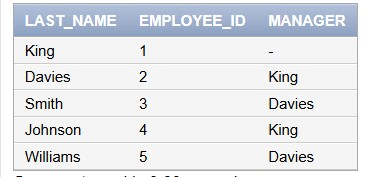 LAST_NAME EMPLOYEE_ID MANAGER
King 1 -
Davies 2 King
Smith 3 Davies
Johnson 4 King
Williams 5 Davies